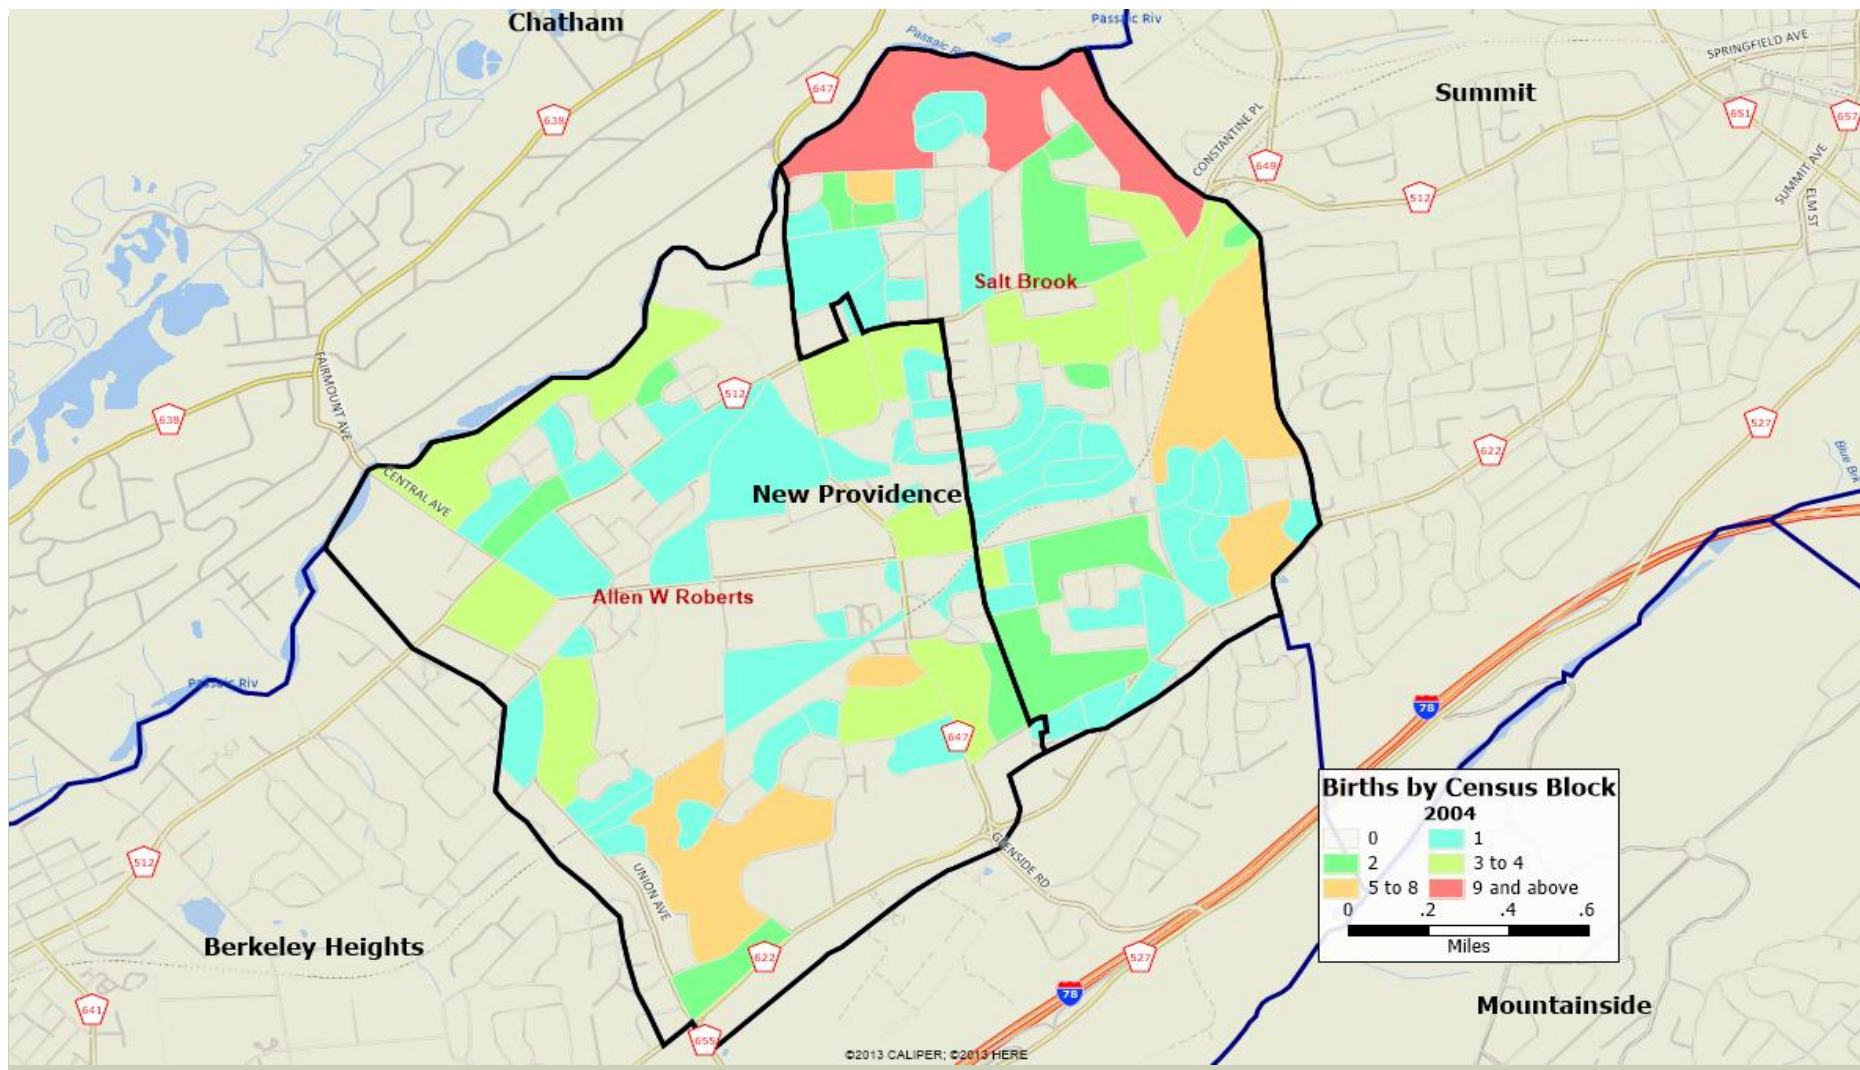 Chatham
Passaic Riv
Passaic Ri
SPRINGFIELD AVE
647
Summit
638
651
657
CONSTANTINE PL
649
SUMMIT AVE
512
ELM ST
Salt Brook
FAIRMOUNT AVE
512
638
527
622
Blue Brk
CENTRAL AVE
New Providence
Allen W Roberts
Passaic Riv
78
647
Births by Census Block
2004
0
1
2
3 to 4
5 to 8
9 and above
0 .2 .4 .6
Miles
GLENSIDE RD
512
UNION AVE
Berkeley Heights
622
527
78
641
Mountainside
655
©2013 CALIPER; ©2013 HERE